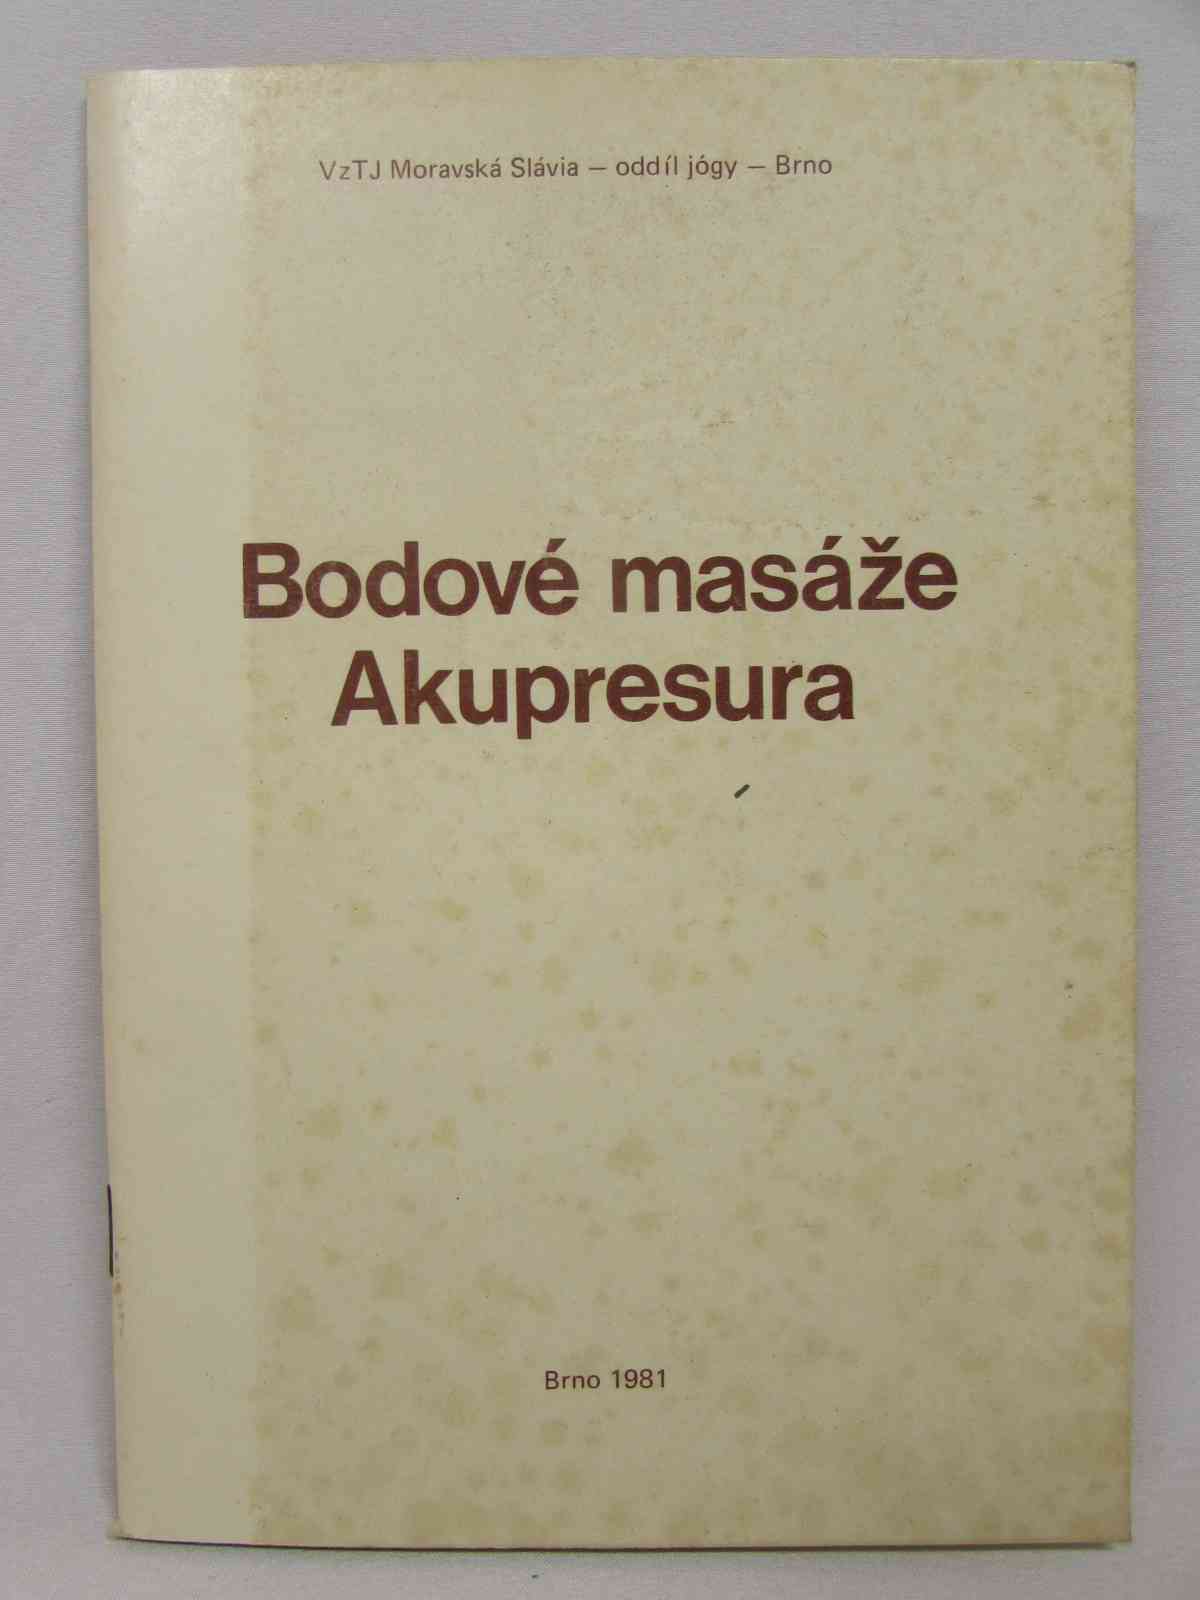 VzTJ Moravská Slávia – oddíl jógy – Brno
Bodové masáže
Akupresura
Brno 1981